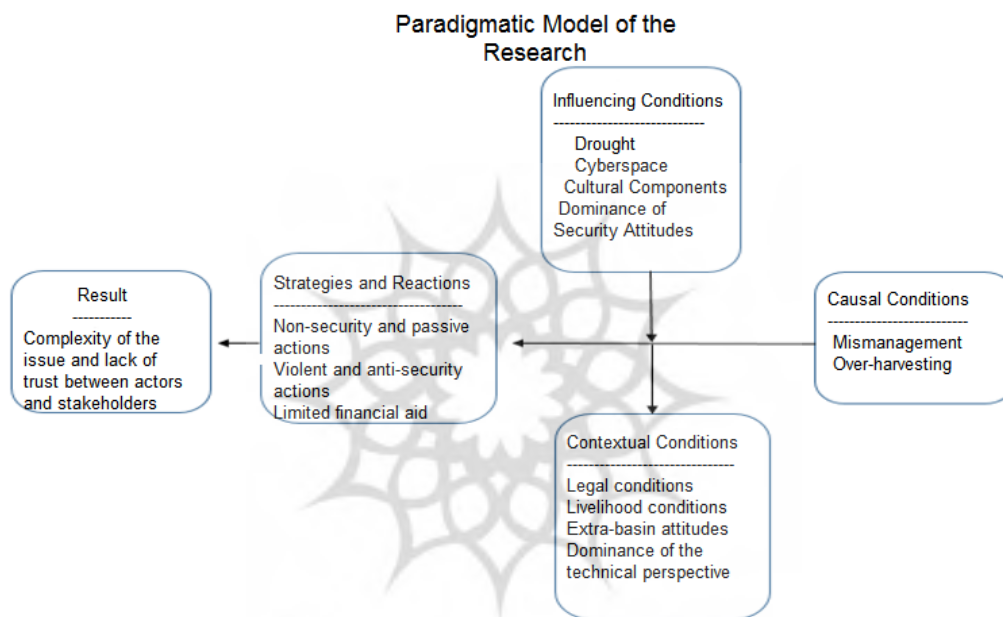 Paradigmatic Model of the
Research
Influencing Conditions
----------------------------
Drought
Cyberspace
Cultural Components
Dominance of
Security Attitudes
Result
-----------
Complexity of the
issue and lack of
trust between actors
and stakeholders
Strategies and Reactions
-----------------------------------
Non-security and passive
actions
Violent and anti-security
actions
Limited financial aid
Causal Conditions
--------------------------
Mismanagement
Over-harvesting
Contextual Conditions
-------------------------------
Legal conditions
Livelihood conditions
Extra-basin attitudes
Dominance of the
technical perspective